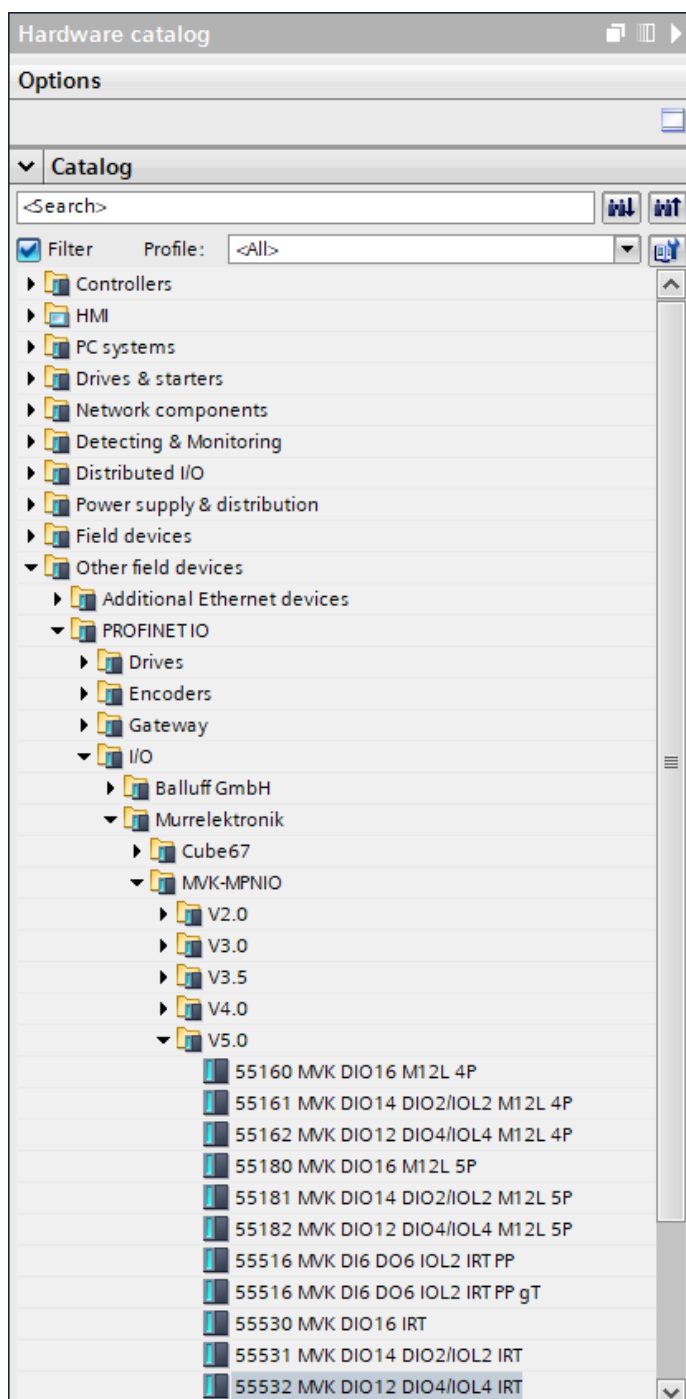 Hardware catalog
Options
Catalog
<Search>
Filter Profile: <All>
Controllers
HMI
PC systems
Drives & starters
Network components
Detecting & Monitoring
Distributed I/O
Power supply & distribution
Field devices
Other field devices
Additional Ethernet devices
PROFINET IO
Drives
Encoders
Gateway
I/O
Balluff GmbH
Murrelektronik
Cube67
MVK-MPNIO
V2.0
V3.0
V3.5
V4.0
V5.0
55160 MVK DIO16 M12L 4P
55161 MVK DIO14 DIO2/IOL2 M12L 4P
55162 MVK DIO12 DIO4/IOL4 M12L 4P
55180 MVK DIO16 M12L 5P
55181 MVK DIO14 DIO2/IOL2 M12L 5P
55182 MVK DIO12 DIO4/IOL4 M12L 5P
55516 MVK DI6 DO6 IOL2 IRT PP
55516 MVK DI6 DO6 IOL2 IRT PP gT
55530 MVK DIO16 IRT
55531 MVK DIO14 DIO2/IOL2 IRT
55532 MVK DIO12 DIO4/IOL4 IRT